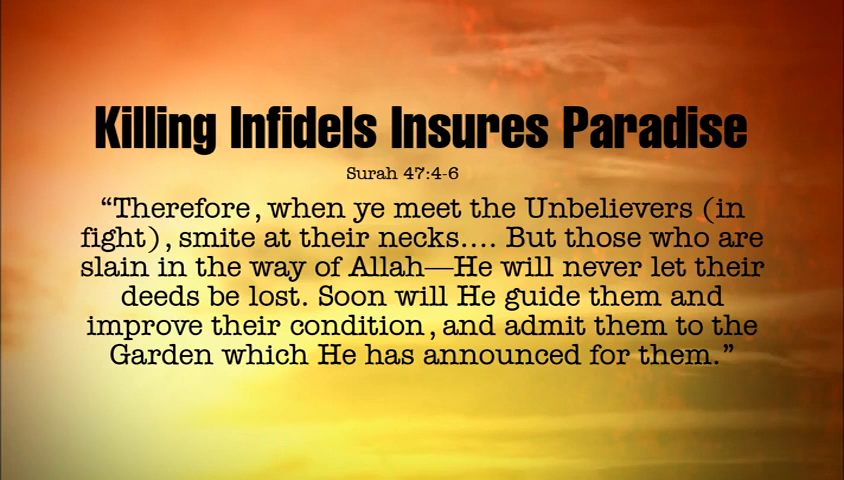 Killing Infidels Insures Paradise
Surah 47:4-6
“Therefore, when ye meet the Unbelievers (in
fight), smite at their necks.... But those who are
slain in the way of Allah—He will never let their
deeds be lost. Soon will He guide them and
improve their condition, and admit them to the
Garden which He has announced for them.”